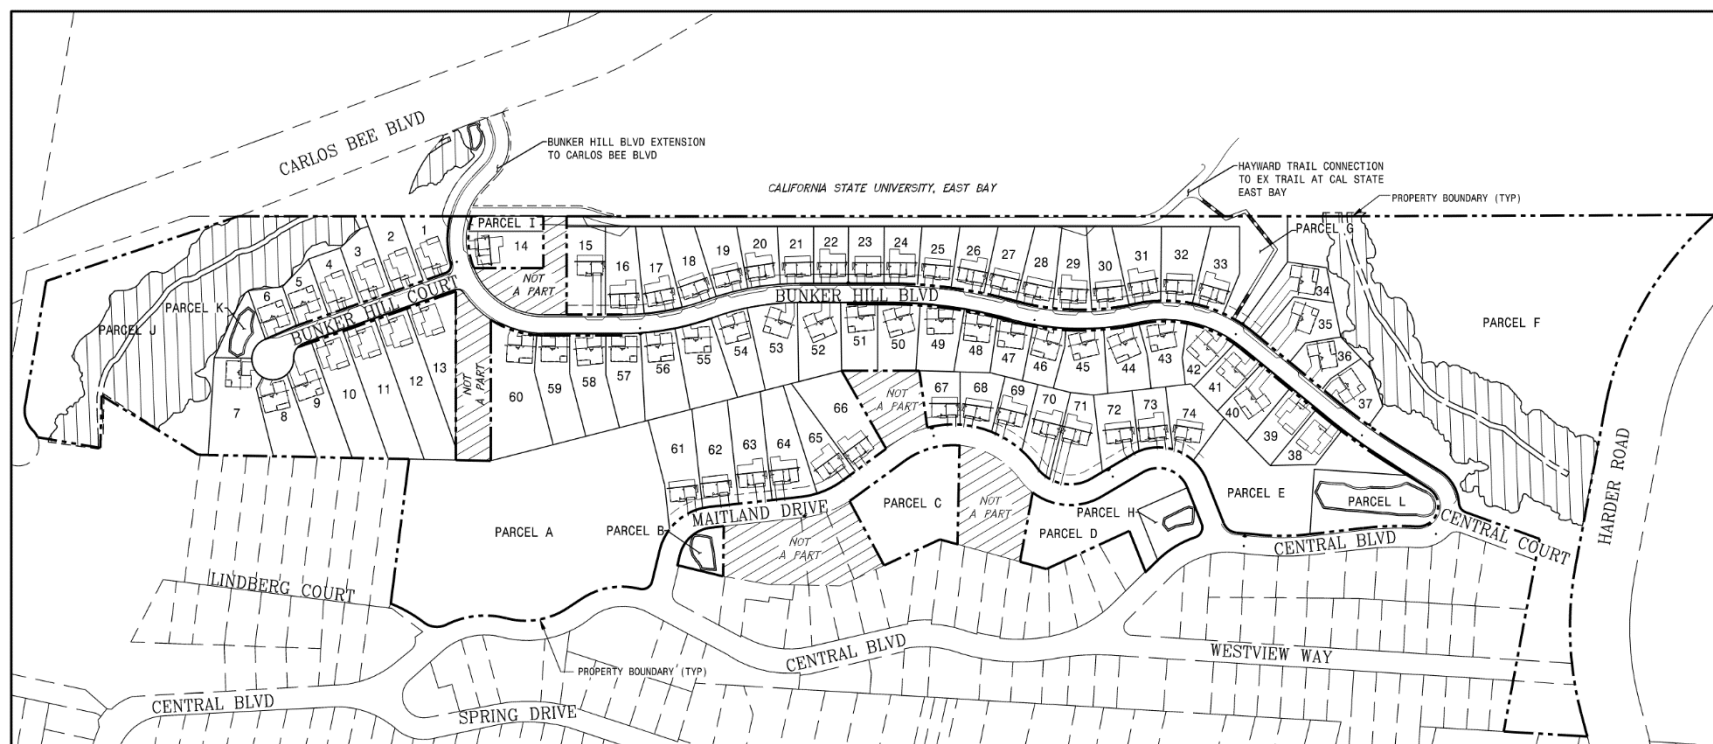 CARLOS BEE BLVD
BUNKER HILL BLVD EXTENSION
TO CARLOS BEE BLVD
CALIFORNIA STATE UNIVERSITY, EAST BAY
HAYWARD TRAIL CONNECTION
TO EX TRAIL AT CAL STATE
EAST BAY
PROPERTY BOUNDARY (TYP)
PARCEL G
PARCEL I
14
NOT
A PART
1
2
3
4
5
6
PARCEL K
PARCEL J
BUNKER HILL COURT
7
8
9
10
11
12
13
NOT
A PART
15
16
17
18
19
20
21
22
23
24
25
26
27
28
29
30
31
32
33
34
35
36
37
PARCEL F
BUNKER HILL BLVD
60
59
58
57
56
55
54
53
52
51
50
49
48
47
46
45
44
43
42
41
40
39
38
NOT
A PART
61
62
63
64
65
66
67
68
69
70
71
72
73
74
PARCEL A
PARCEL B
MAITLAND DRIVE
NOT
A PART
PARCEL C
NOT
A PART
PARCEL D
PARCEL H
PARCEL E
PARCEL L
CENTRAL BLVD
CENTRAL COURT
HARDER ROAD
LINDBERG COURT
PROPERTY BOUNDARY (TYP)
CENTRAL BLVD
WESTVIEW WAY
CENTRAL BLVD
SPRING DRIVE